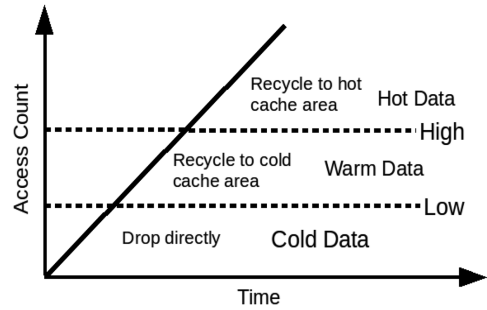 Recycle to hot
cache area
Hot Data
High
Recycle to cold
cache area
Warm Data
Low
Drop directly
Cold Data
Access Count
Time